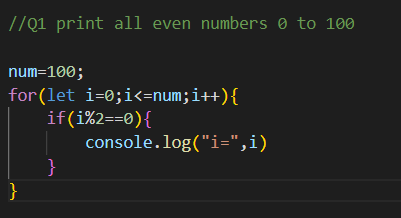 //Q1 print all even numbers 0 to 100
num=100;
for(let i=0;i<=num;i++){
if(i%2==0){
console.log("i=",i)
}
}